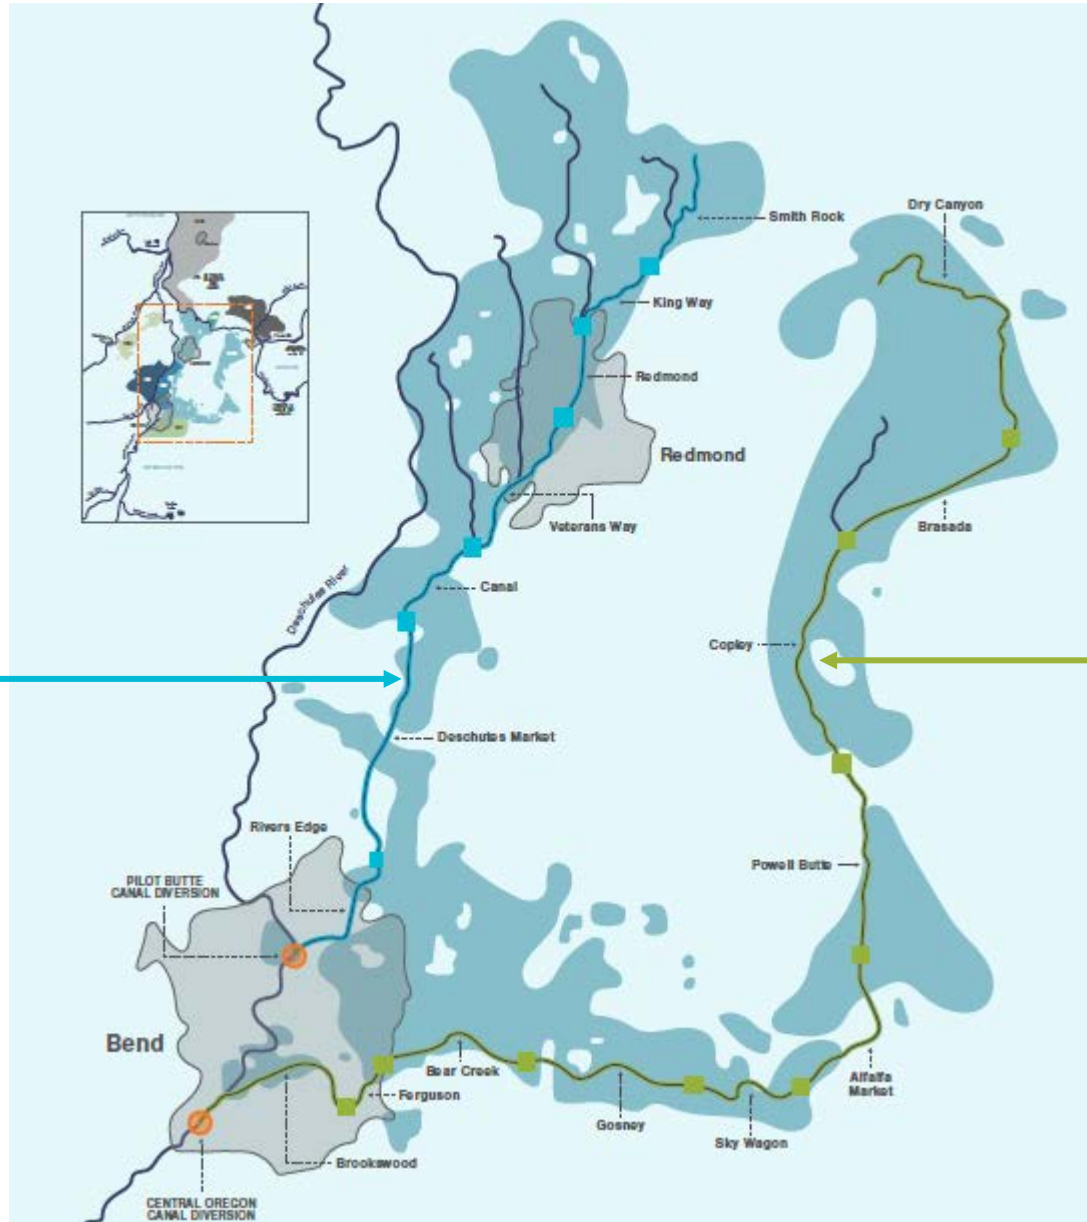 Smith Rock
Dry Canyon
King Way
Redmond
Redmond
Veterans Way
Brasada
Canal
Deschutes River
Copley
Deschutes Market
Rivers Edge
Powell Butte
PILOT BUTTE
CANAL DIVERSION
Bend
Bear Creek
Ferguson
Alfalfa
Market
Gosney
Sky Wagon
Brookswood
CENTRAL OREGON
CANAL DIVERSION